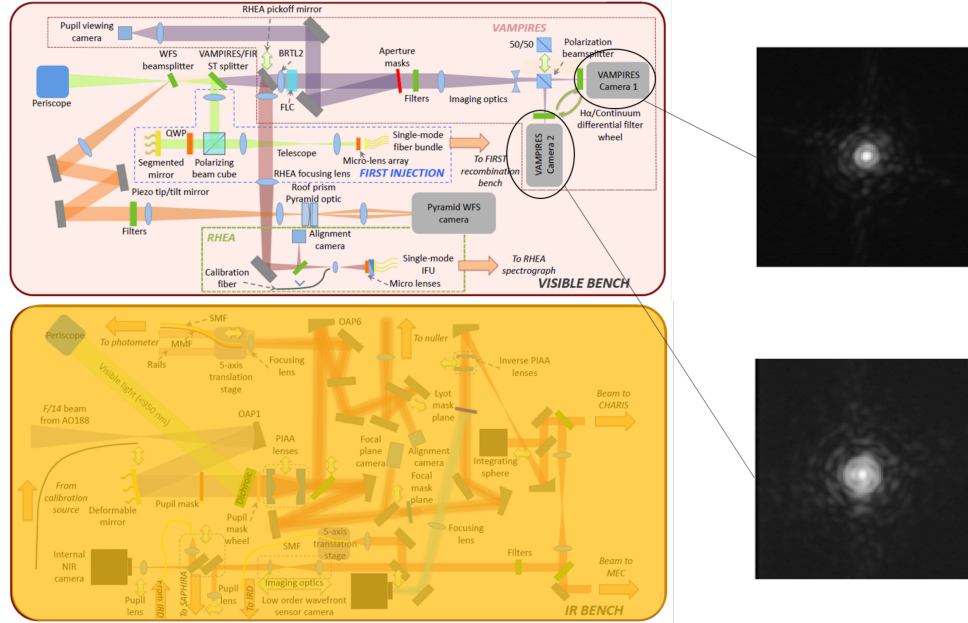 RHEA pickoff mirror
Pupil viewing camera
VAMPIRES
WFS beamsplitter
VAMPIRES/FIR ST splitter
BRTL2
Aperture masks
50/50
Polarization beamsplitter
VAMPIRES Camera 1
Periscope
FLC
Filters
Imaging optics
Hα/Continuum differential filter wheel
QWP
Single-mode fiber bundle
VAMPIRES Camera 2
Segmented mirror
Polarizing beam cube
Telescope
Micro-lens array
To FIRST recombination bench
RHEA focusing lens
FIRST INJECTION
Piezo tip/tilt mirror
Roof prism Pyramid optic
Pyramid WFS camera
Filters
RHEA
Alignment camera
Single-mode IFU
To RHEA spectrograph
Calibration fiber
Micro lenses
VISIBLE BENCH
Periscope
SMF
OAP6
To photometer
MMF
To nuller
Rails
5-axis translation stage
Focusing lens
Inverse PIAA lenses
Visible light (<950 nm)
Lyot mask plane
Beam to CHARIS
F/14 beam from AO188
OAP1
PIAA lenses
Focal plane camera
Alignment camera
Integrating sphere
From calibration source
Dichroic
Focal mask plane
Deformable mirror
Pupil mask
Pupil mask wheel
Focusing lens
5-axis translation stage
SMF
Internal NIR camera
Filters
Beam to MEC
Pupil lens
From IRD
To SAPHIRA
Pupil lens
To IRD
Imaging optics
Low order wavefront sensor camera
IR BENCH